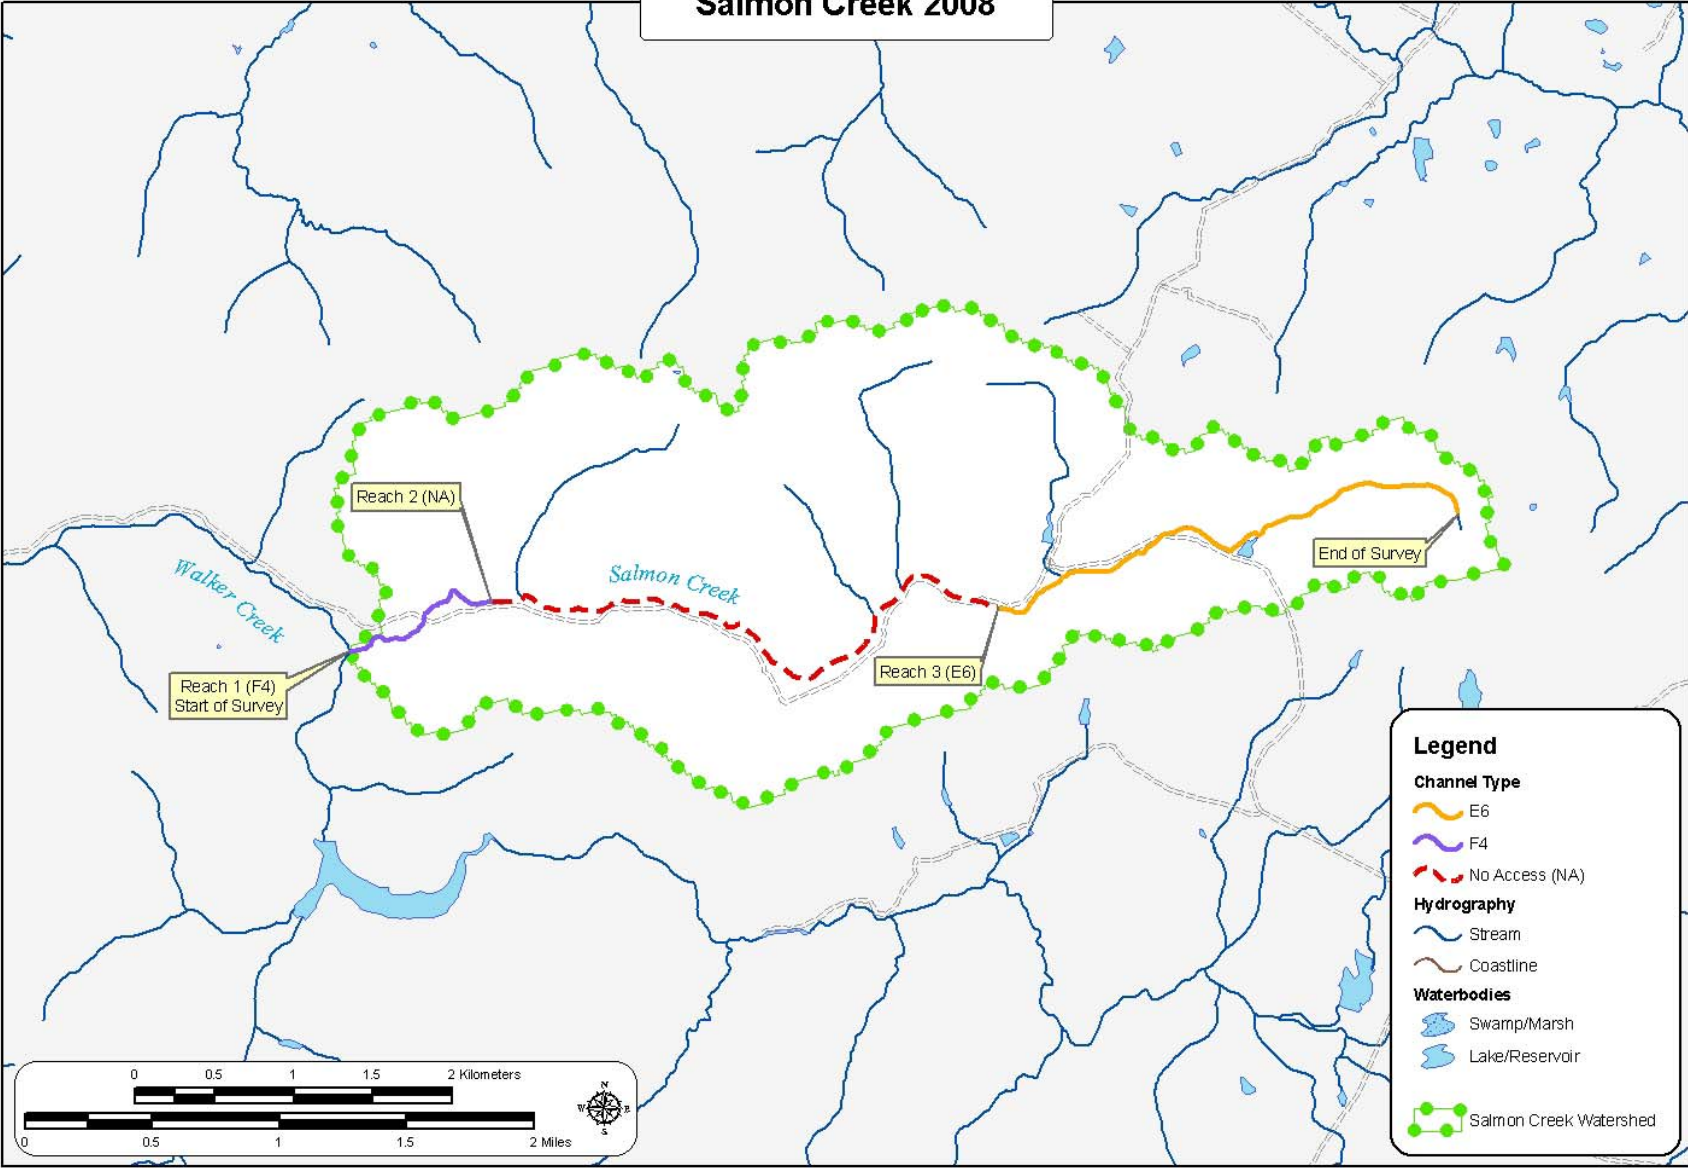 Salmon Creek 2008
Reach 2 (NA)
Walker Creek
Salmon Creek
End of Survey
Reach 3 (E6)
Reach 1 (F4)
Start of Survey
Legend
Channel Type
E6
F4
No Access (NA)
Hydrography
Stream
Coastline
Waterbodies
Swamp/Marsh
Lake/Reservoir
Salmon Creek Watershed
0 0.5 1 1.5 2 Kilometers
0 0.5 1 1.5 2 Miles
N
W E
S